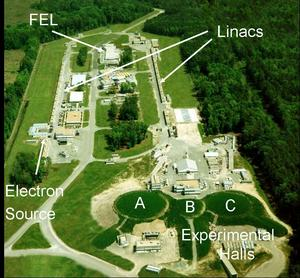 FEL
Linacs
Electron
Source
A
B
C
Experimental
Halls